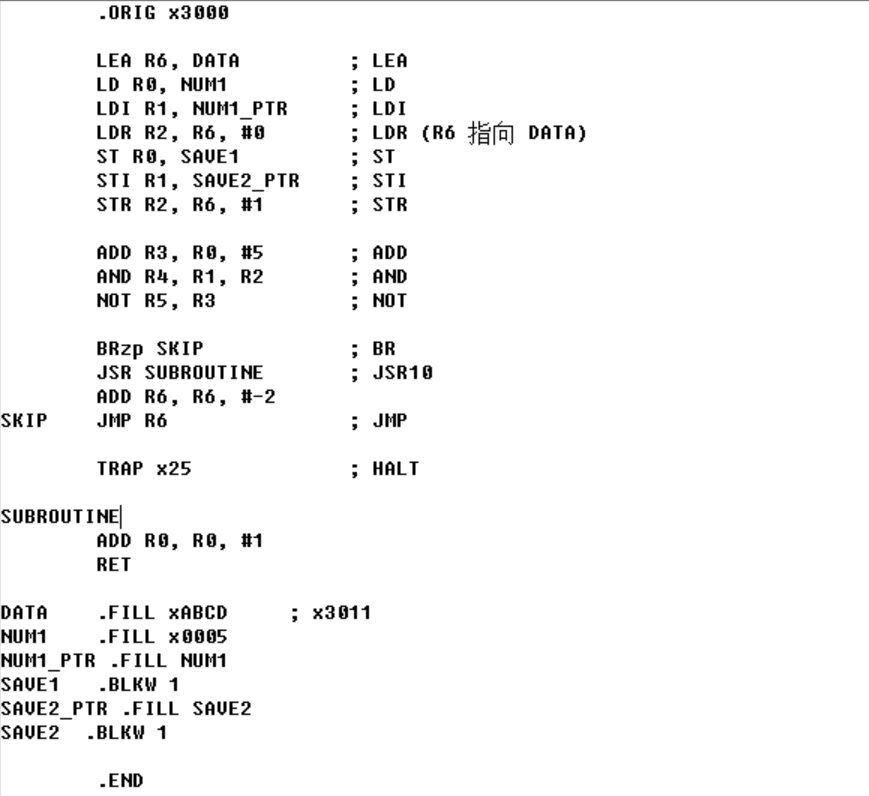 .ORIG x3000
LEA R6, DATA ; LEA
LD R0, NUM1 ; LD
LDI R1, NUM1_PTR ; LDI
LDR R2, R6, #0 ; LDR (R6 指向 DATA)
ST R0, SAVE1 ; ST
STI R1, SAVE2_PTR ; STI
STR R2, R6, #1 ; STR
ADD R3, R0, #5 ; ADD
AND R4, R1, R2 ; AND
NOT R5, R3 ; NOT
BRzp SKIP ; BR
JSR SUBROUTINE ; JSR10
ADD R6, R6, #-2
SKIP JMP R6 ; JMP
TRAP x25 ; HALT
SUBROUTINE
ADD R0, R0, #1
RET
DATA .FILL xABCD ; x3011
NUM1 .FILL x0005
NUM1_PTR .FILL NUM1
SAVE1 .BLKW 1
SAVE2_PTR .FILL SAVE2
SAVE2 .BLKW 1
.END